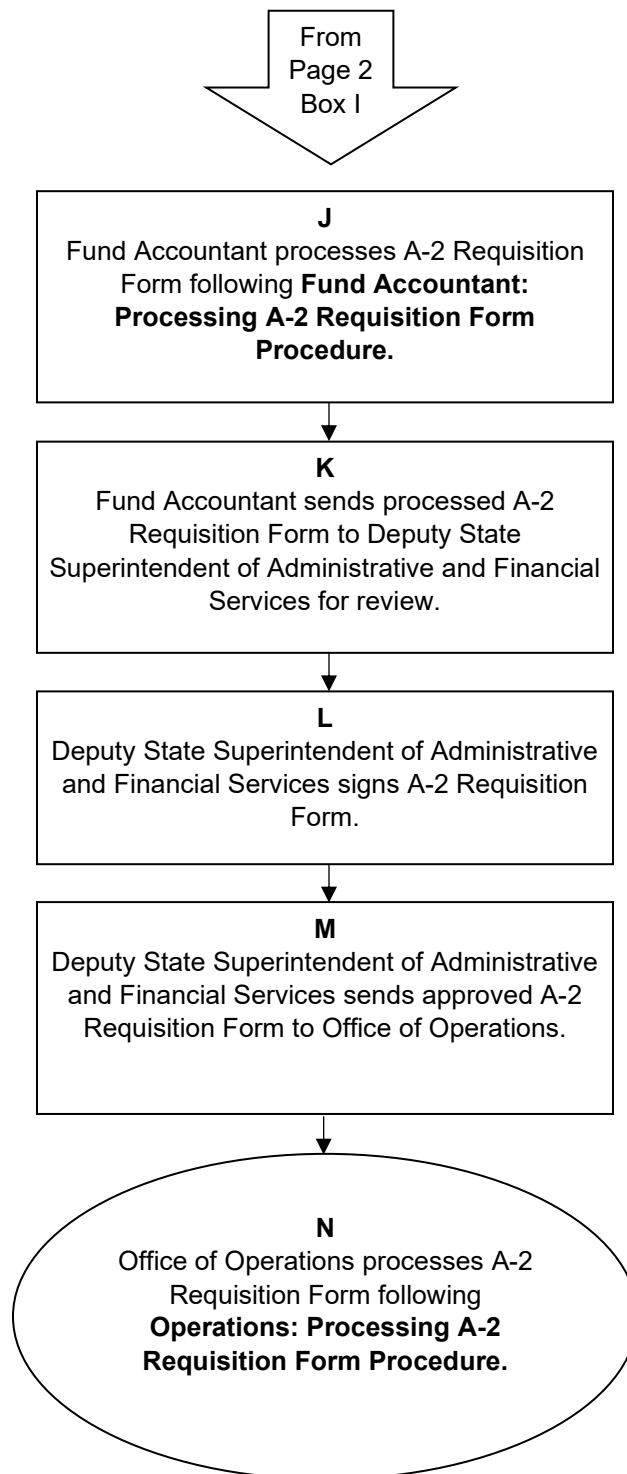 From
Page 2
Box I
J
Fund Accountant processes A-2 Requisition
Form following Fund Accountant:
Processing A-2 Requisition Form
Procedure.
K
Fund Accountant sends processed A-2
Requisition Form to Deputy State
Superintendent of Administrative and Financial
Services for review.
L
Deputy State Superintendent of Administrative
and Financial Services signs A-2 Requisition
Form.
M
Deputy State Superintendent of Administrative
and Financial Services sends approved A-2
Requisition Form to Office of Operations.
N
Office of Operations processes A-2
Requisition Form following
Operations: Processing A-2
Requisition Form Procedure.